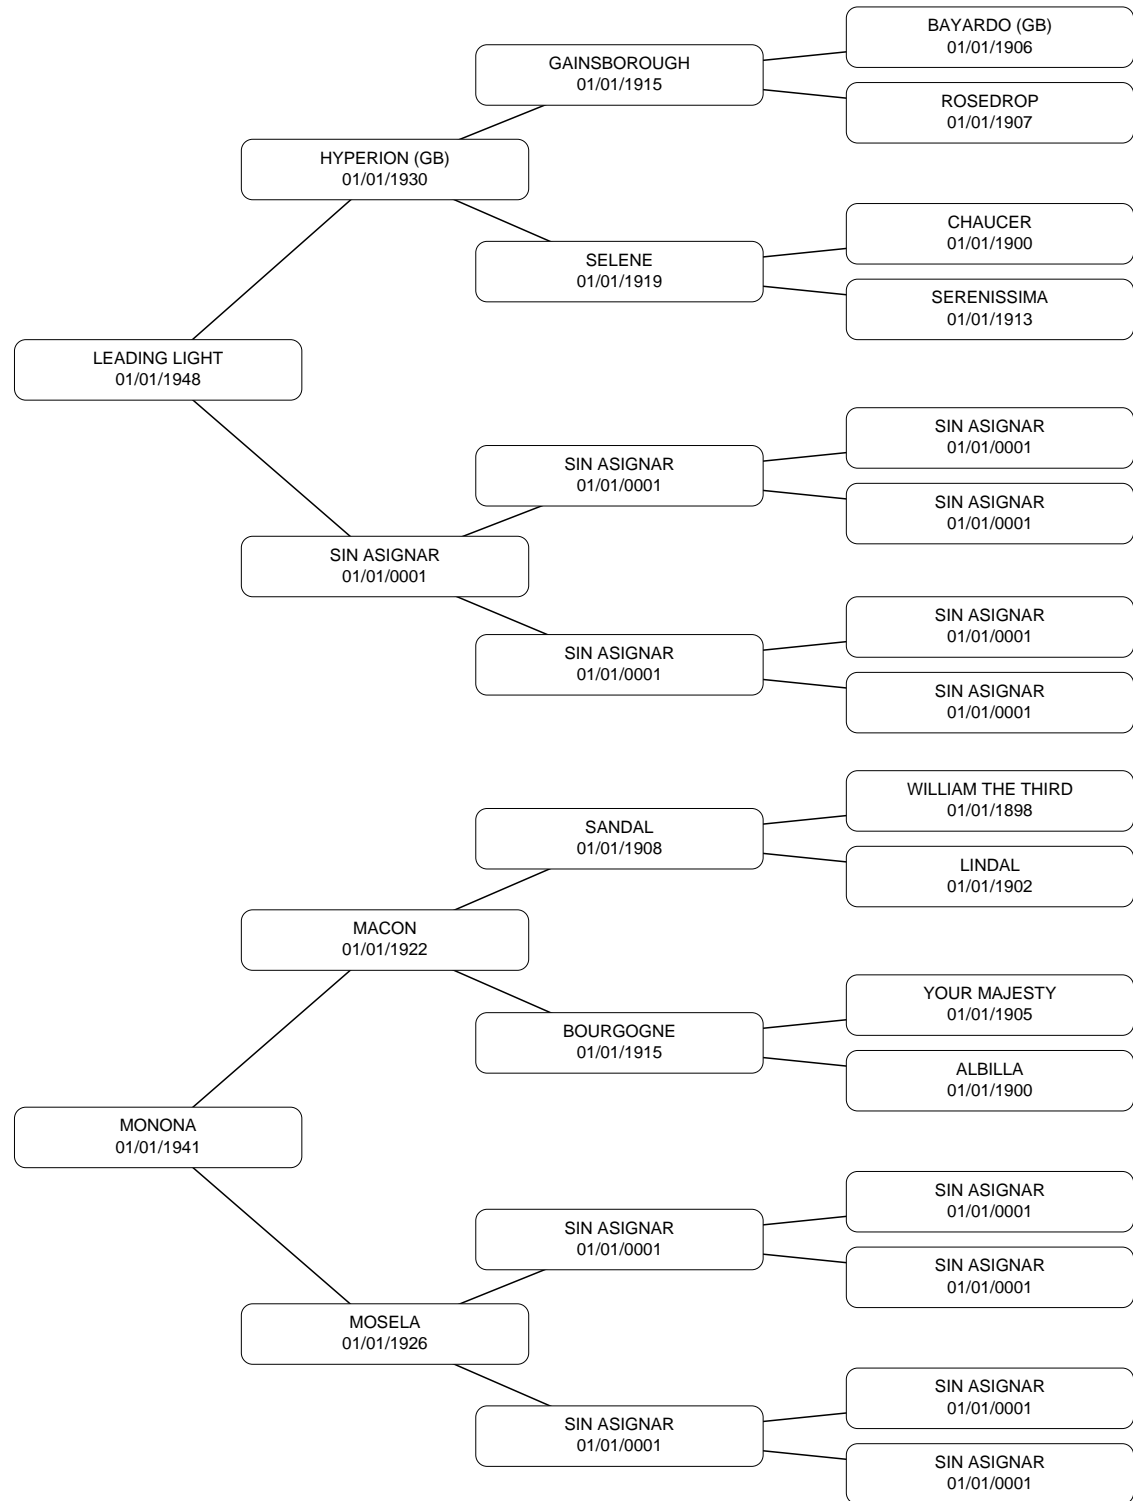 BAYARDO (GB)
01/01/1906
GAINSBOROUGH
01/01/1915
ROSEDROP
01/01/1907
HYPERION (GB)
01/01/1930
CHAUCER
01/01/1900
SELENE
01/01/1919
SERENISSIMA
01/01/1913
LEADING LIGHT
01/01/1948
SIN ASIGNAR
01/01/0001
SIN ASIGNAR
01/01/0001
SIN ASIGNAR
01/01/0001
SIN ASIGNAR
01/01/0001
SIN ASIGNAR
01/01/0001
SIN ASIGNAR
01/01/0001
SIN ASIGNAR
01/01/0001
WILLIAM THE THIRD
01/01/1898
SANDAL
01/01/1908
LINDAL
01/01/1902
MACON
01/01/1922
YOUR MAJESTY
01/01/1905
BOURGOGNE
01/01/1915
ALBILLA
01/01/1900
MONONA
01/01/1941
SIN ASIGNAR
01/01/0001
SIN ASIGNAR
01/01/0001
SIN ASIGNAR
01/01/0001
MOSELA
01/01/1926
SIN ASIGNAR
01/01/0001
SIN ASIGNAR
01/01/0001
SIN ASIGNAR
01/01/0001